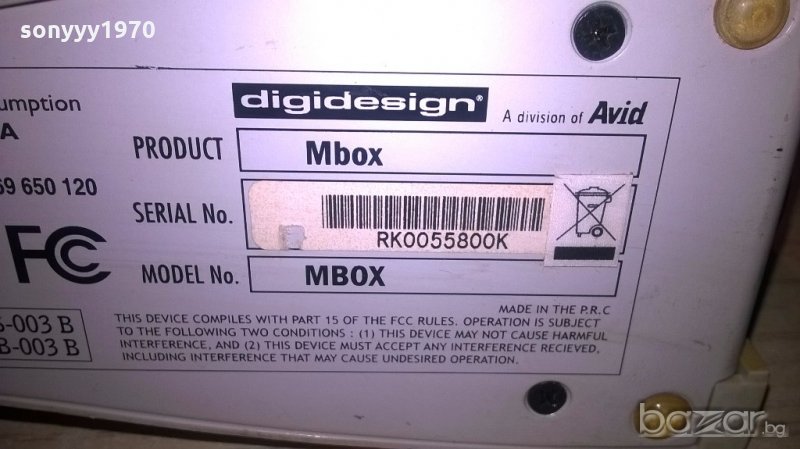 sonyyy1970
umption
A
69 650 120
FC
S-003 B
B-003 B
digidesign®
A division of Avid
PRODUCT Mbox
SERIAL No. RK0055800K
MODEL No. MBOX
MADE IN THE P.R.C
THIS DEVICE COMPLIES WITH PART 15 OF THE FCC RULES. OPERATION IS SUBJECT
TO THE FOLLOWING TWO CONDITIONS : (1) THIS DEVICE MAY NOT CAUSE HARMFUL
INTERFERENCE, AND (2) THIS DEVICE MUST ACCEPT ANY INTERFERENCE RECIEVED,
INCLUDING INTERFERENCE THAT MAY CAUSE UNDESIRED OPERATION.
bazar.bg